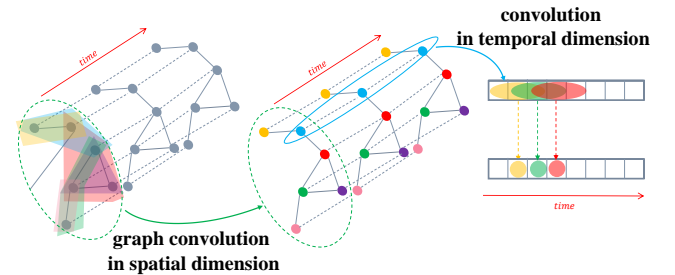 convolution
in temporal dimension
time
time
time
graph convolution
in spatial dimension